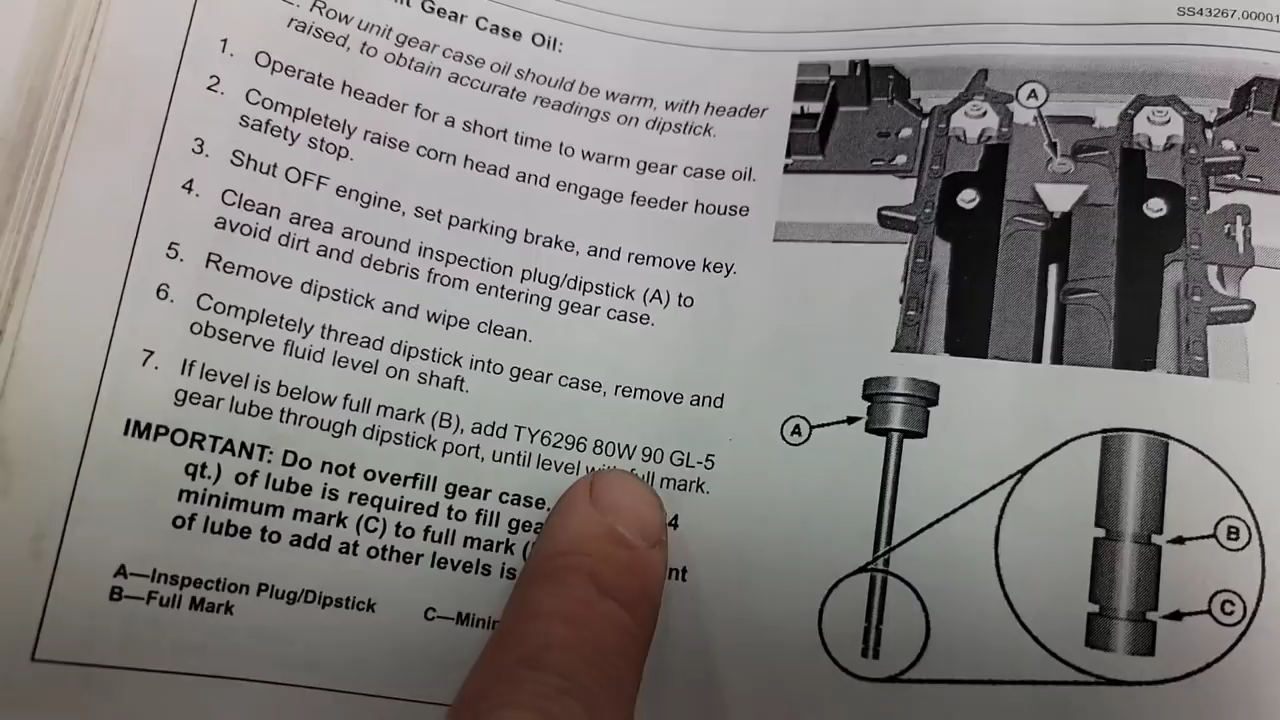 SS43267,00001
Gear Case Oil:
Row unit gear case oil should be warm, with header
raised, to obtain accurate readings on dipstick.
1. Operate header for a short time to warm gear case oil.
2. Completely raise corn head and engage feeder house
safety stop.
3. Shut OFF engine, set parking brake, and remove key.
4. Clean area around inspection plug/dipstick (A) to
avoid dirt and debris from entering gear case.
5. Remove dipstick and wipe clean.
6. Completely thread dipstick into gear case, remove and
observe fluid level on shaft.
7. If level is below full mark (B), add TY6296 80W 90 GL-5
gear lube through dipstick port, until level with full mark.
IMPORTANT: Do not overfill gear case. 4
qt.) of lube is required to fill
minimum mark (C) to full mark
of lube to add at other levels is
A—Inspection Plug/Dipstick
B—Full Mark
A
A
B
C